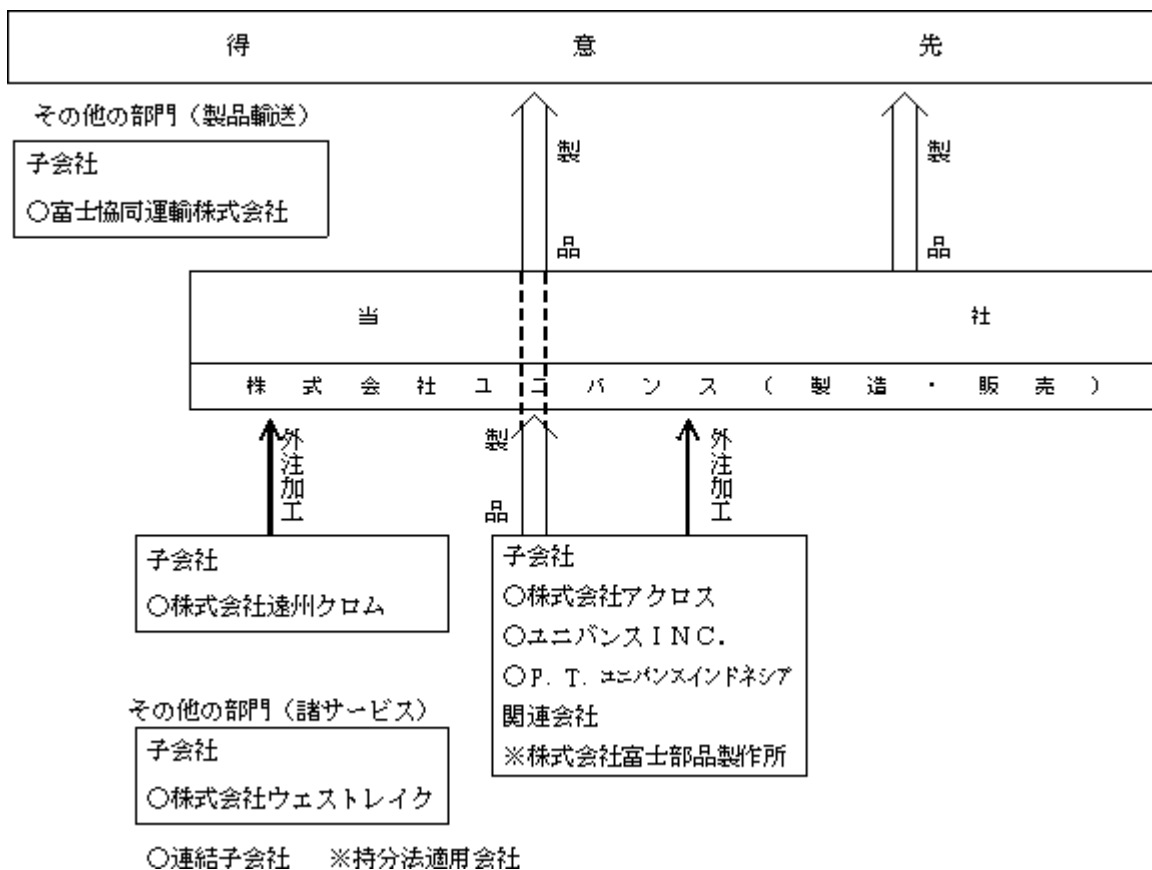 得意先
その他の部門（製品輸送）
子会社
○富士協同運輸株式会社
製品
製品
当社
株式会社ユニバンス（製造・販売）
外注加工
製品
外注加工
子会社
○株式会社遠州クロム
子会社
○株式会社アクロス
○ユニバンスＩＮＣ．
○Ｐ．Ｔ．ユニバンスインドネシア
関連会社
※株式会社富士部品製作所
その他の部門（諸サービス）
子会社
○株式会社ウェストレイク
○連結子会社　※持分法適用会社